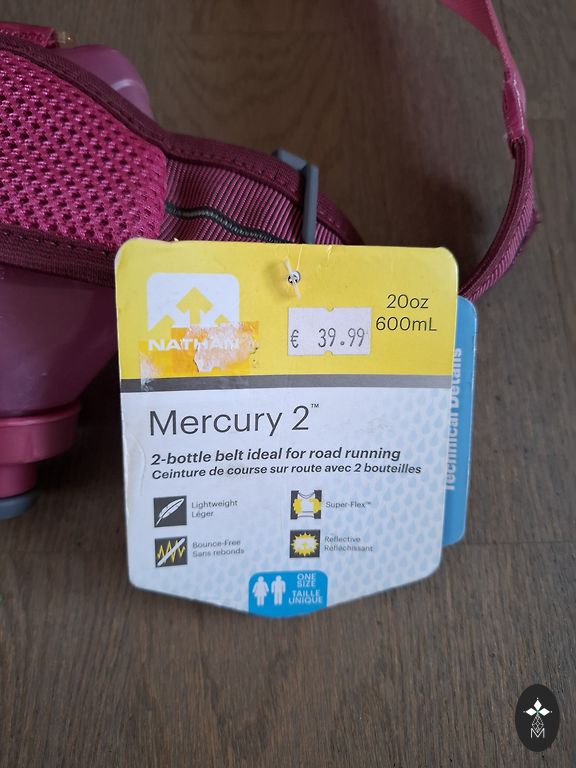 NATHAN
20oz
600mL
€ 39.99
Mercury 2™
2-bottle belt ideal for road running
Ceinture de course sur route avec 2 bouteilles
Lightweight
Léger
Super-Flex™
Bounce-Free
Sans rebonds
Reflective
Réfléchissant
ONE
SIZE
TAILLE
UNIQUE
Technical Details
M